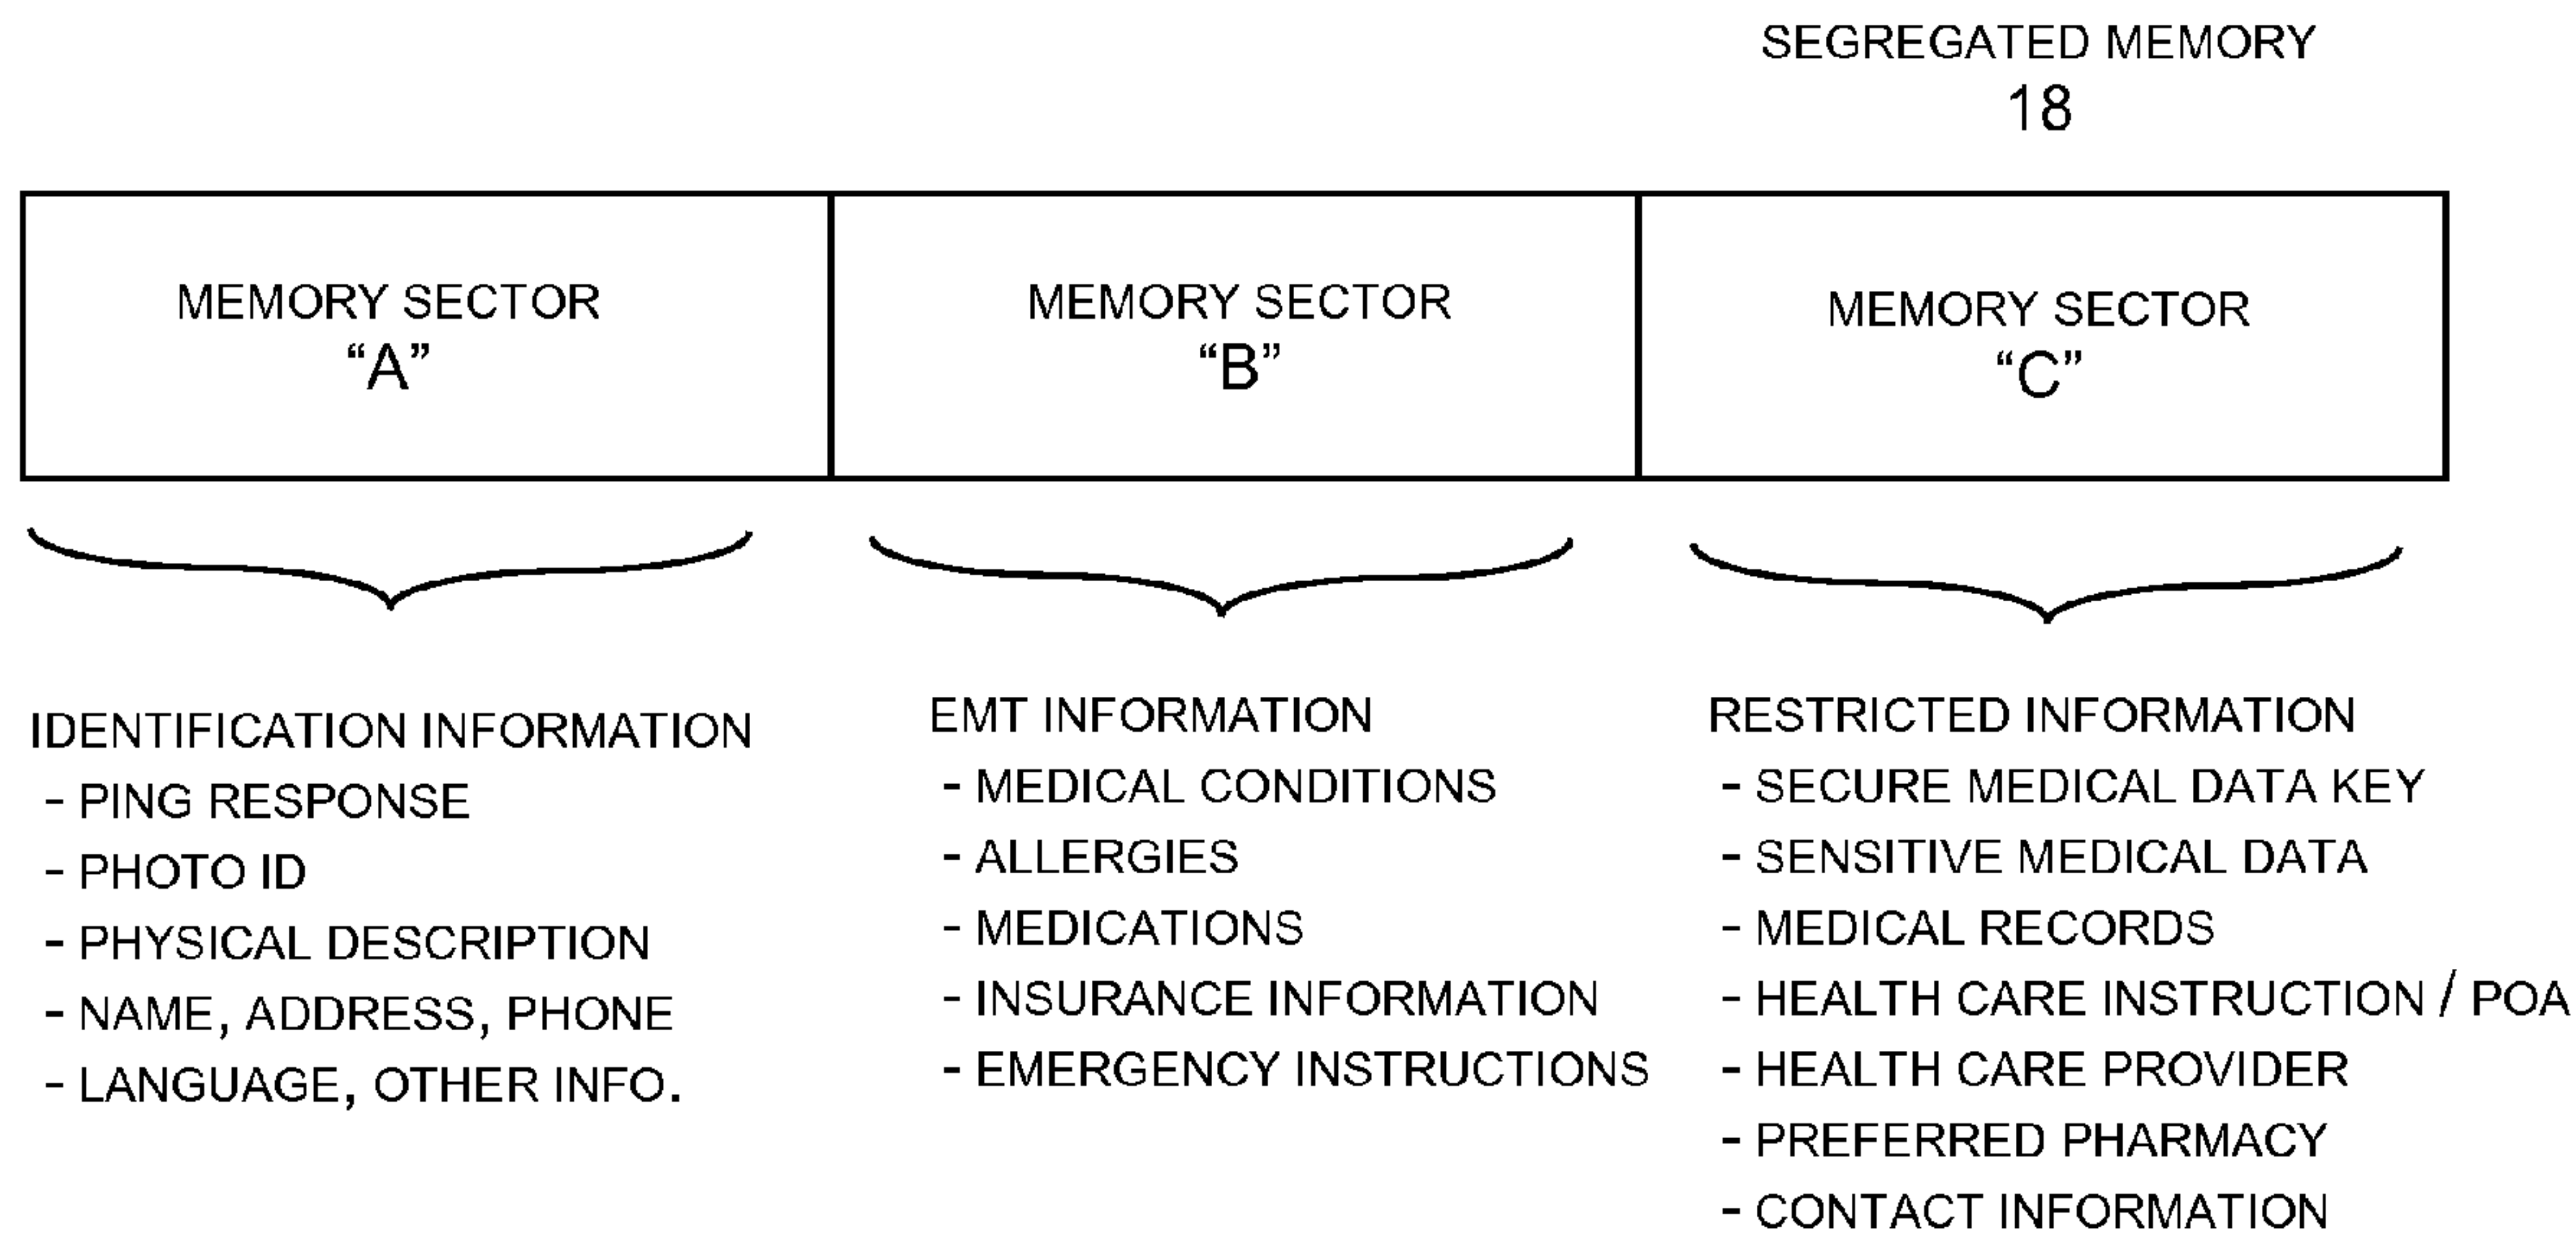 SEGREGATED MEMORY
18
MEMORY SECTOR
“A”
MEMORY SECTOR
“B”
MEMORY SECTOR
“C”
IDENTIFICATION INFORMATION
- PING RESPONSE
- PHOTO ID
- PHYSICAL DESCRIPTION
- NAME, ADDRESS, PHONE
- LANGUAGE, OTHER INFO.
EMT INFORMATION
- MEDICAL CONDITIONS
- ALLERGIES
- MEDICATIONS
- INSURANCE INFORMATION
- EMERGENCY INSTRUCTIONS
RESTRICTED INFORMATION
- SECURE MEDICAL DATA KEY
- SENSITIVE MEDICAL DATA
- MEDICAL RECORDS
- HEALTH CARE INSTRUCTION / POA
- HEALTH CARE PROVIDER
- PREFERRED PHARMACY
- CONTACT INFORMATION